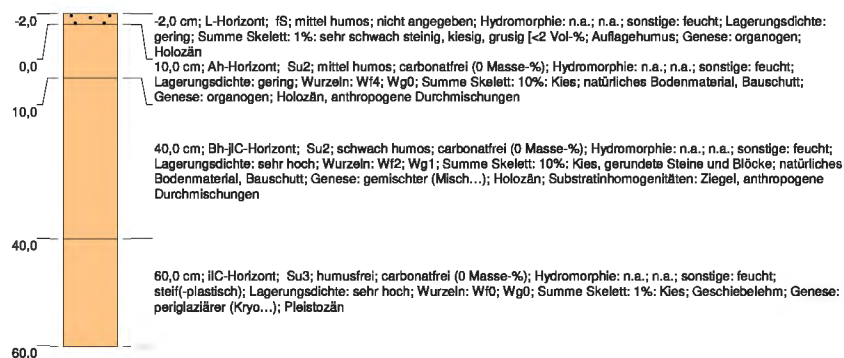 -2,0
-2,0 cm; L-Horizont; fS; mittel humos; nicht angegeben; Hydromorphie: n.a.; n.a.; sonstige: feucht; Lagerungsdichte:
gering; Summe Skelett: 1%: sehr schwach steinig, kiesig, grusig [<2 Vol-%; Auflagehumus; Genese: organogen;
Holozän
0,0
10,0 cm; Ah-Horizont; Su2; mittel humos; carbonatfrei (0 Masse-%); Hydromorphie: n.a.; n.a.; sonstige: feucht;
Lagerungsdichte: gering; Wurzeln: Wf4; Wg0; Summe Skelett: 10%: Kies; natürliches Bodenmaterial, Bauschutt;
Genese: organogen; Holozän, anthropogene Durchmischungen
10,0
40,0 cm; Bh-jlC-Horizont; Su2; schwach humos; carbonatfrei (0 Masse-%); Hydromorphie: n.a.; n.a.; sonstige: feucht;
Lagerungsdichte: sehr hoch; Wurzeln: Wf2; Wg1; Summe Skelett: 10%: Kies, gerundete Steine und Blöcke; natürliches
Bodenmaterial, Bauschutt; Genese: gemischter (Misch...); Holozän; Substratinhomogenitäten: Ziegel, anthropogene
Durchmischungen
40,0
60,0 cm; ilC-Horizont; Su3; humusfrei; carbonatfrei (0 Masse-%); Hydromorphie: n.a.; n.a.; sonstige: feucht;
steif(-plastisch); Lagerungsdichte: sehr hoch; Wurzeln: Wf0; Wg0; Summe Skelett: 1%: Kies; Geschiebelehm; Genese:
periglaziärer (Kryo...); Pleistozän
60,0